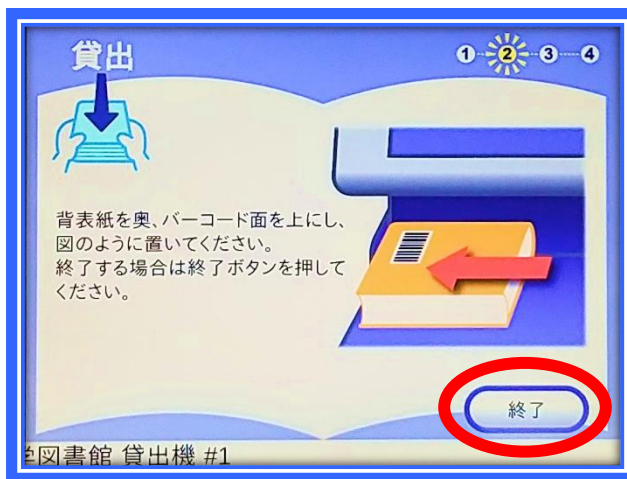 貸出
1 2 3 4
背表紙を奥、バーコード面を上にし、
図のように置いてください。
終了する場合は終了ボタンを押して
ください。
終了
学図書館 貸出機 #1